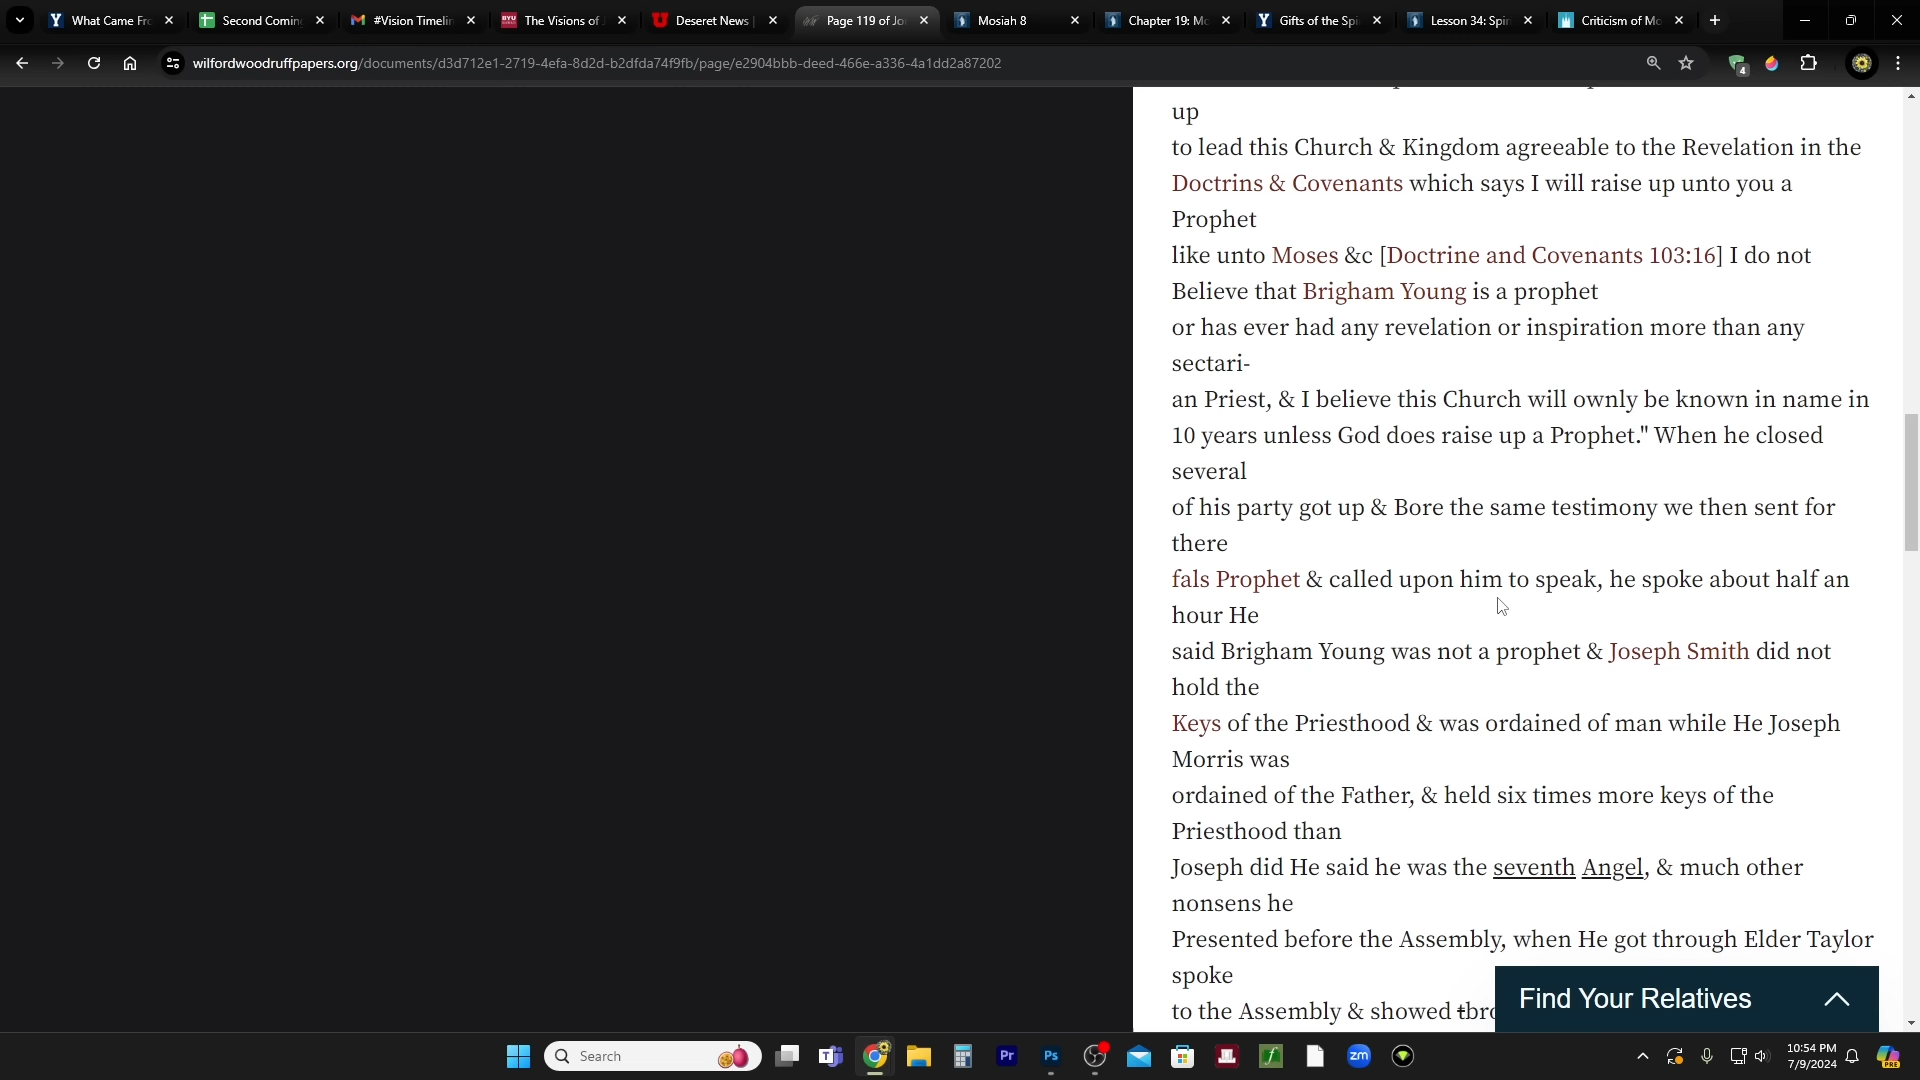 What Came Fr
Second Comin
#Vision Timelin
The Visions of J
Deseret News |
Page 119 of Jo
Mosiah 8
Chapter 19: Mo
Gifts of the Spi
Lesson 34: Spir
Criticism of Mo
wilfordwoodruffpapers.org/documents/d3d712e1-2719-4efa-8d2d-b2dfda74f9fb/page/e2904bbb-deed-466e-a336-4a1dd2a87202
up
to lead this Church & Kingdom agreeable to the Revelation in the
Doctrins & Covenants which says I will raise up unto you a
Prophet
like unto Moses &c [Doctrine and Covenants 103:16] I do not
Believe that Brigham Young is a prophet
or has ever had any revelation or inspiration more than any
sectari-
an Priest, & I believe this Church will ownly be known in name in
10 years unless God does raise up a Prophet." When he closed
several
of his party got up & Bore the same testimony we then sent for
there
fals Prophet & called upon him to speak, he spoke about half an
hour He
said Brigham Young was not a prophet & Joseph Smith did not
hold the
Keys of the Priesthood & was ordained of man while He Joseph
Morris was
ordained of the Father, & held six times more keys of the
Priesthood than
Joseph did He said he was the seventh Angel, & much other
nonsens he
Presented before the Assembly, when He got through Elder Taylor
spoke
to the Assembly & showed thro
Find Your Relatives
Search
10:54 PM
7/9/2024